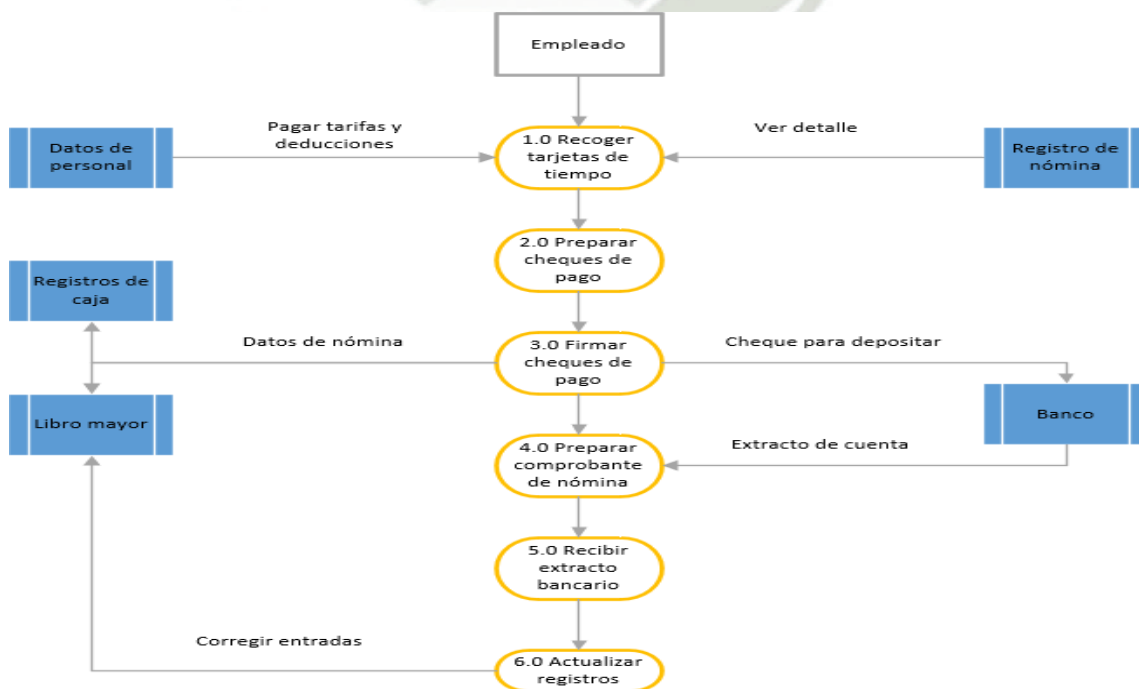 Empleado
Pagar tarifas y
deducciones
Ver detalle
Datos de
personal
1.0 Recoger
tarjetas de
tiempo
Registro de
nómina
2.0 Preparar
cheques de
pago
Registros de
caja
Datos de nómina
3.0 Firmar
cheques de
pago
Cheque para depositar
Libro mayor
Banco
4.0 Preparar
comprobante
de nómina
Extracto de cuenta
5.0 Recibir
extracto
bancario
Corregir entradas
6.0 Actualizar
registros